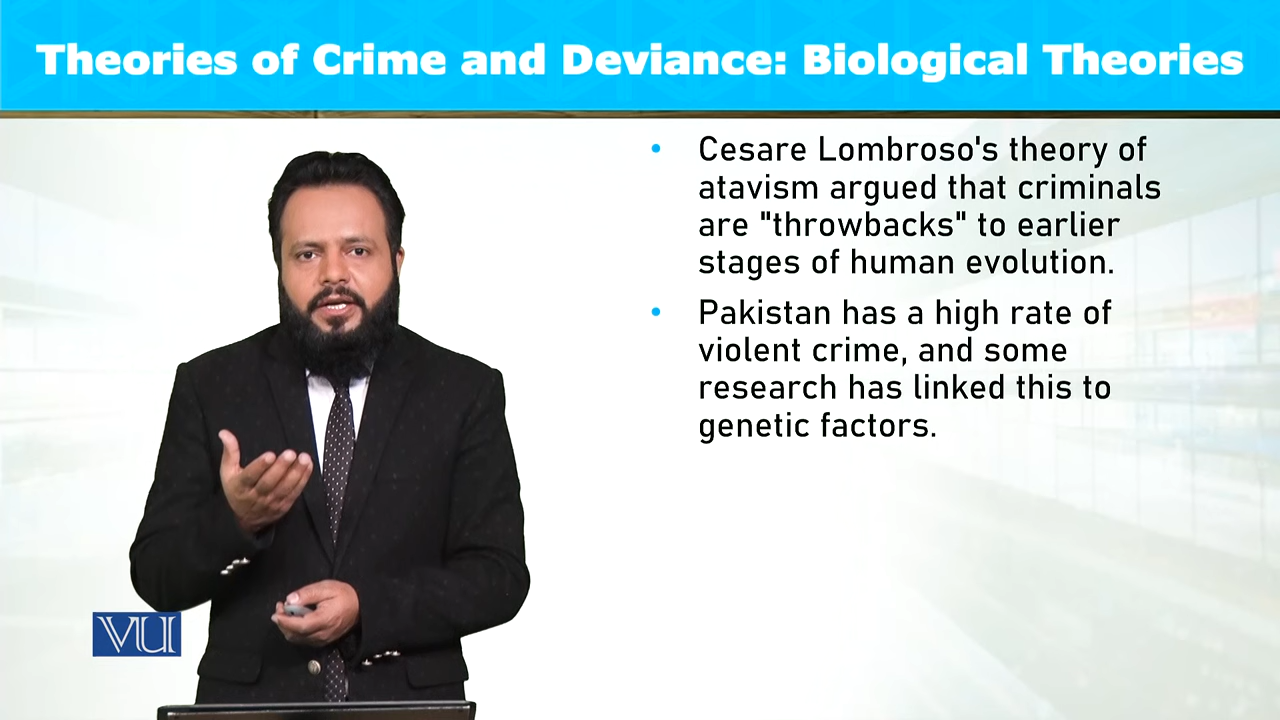 Theories of Crime and Deviance: Biological Theories
• Cesare Lombroso's theory of
atavism argued that criminals
are "throwbacks" to earlier
stages of human evolution.
• Pakistan has a high rate of
violent crime, and some
research has linked this to
genetic factors.
VU